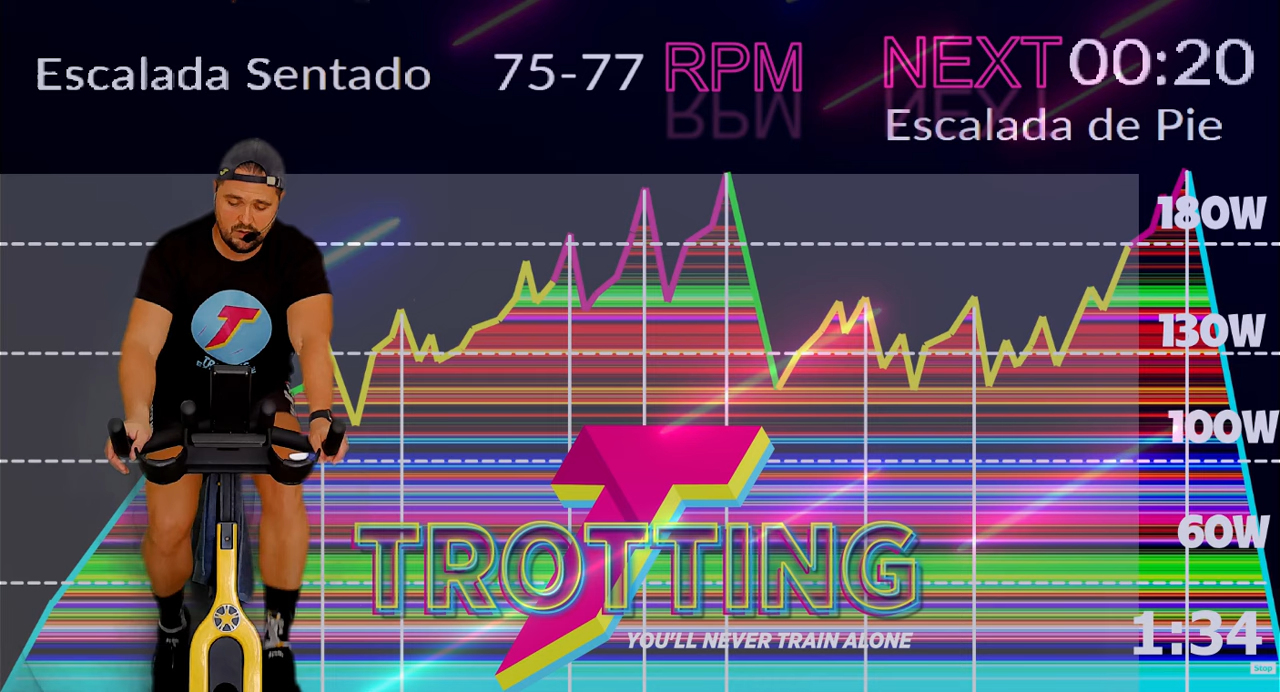 Escalada Sentado 75-77 RPM NEXT 00:20
Escalada de Pie
180W
130W
100W
60W
TROTTING
YOU'LL NEVER TRAIN ALONE
1:34
Stop